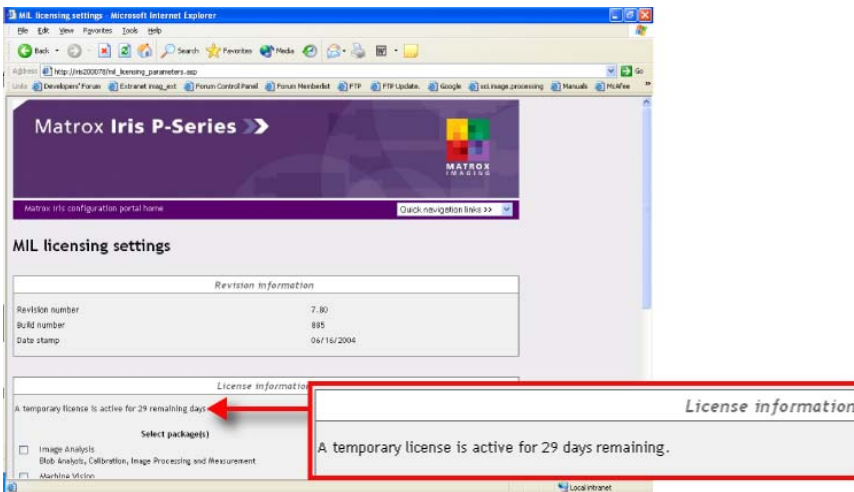 MIL licensing settings - Microsoft Internet Explorer
File Edit View Favorites Tools Help
Back Search Favorites Media
Address http://iris200078/mil_licensing_parameters.asp Go
Links Developers' Forum Extranet imag_ext Forum Control Panel Forum Memberlist FTP FTP Update. Google sci.image.processing Manuals McAfee
Matrox Iris P-Series
MATROX
IMAGING
Matrox Iris configuration portal home Quick navigation links >>
MIL licensing settings
Revision information
Revision number 7.80
Build number 885
Date stamp 06/16/2004
License information
A temporary license is active for 29 remaining days
Select package(s)
Image Analysis
Blob Analysis, Calibration, Image Processing and Measurement
Machine Vision
License information
A temporary license is active for 29 days remaining.
Local intranet